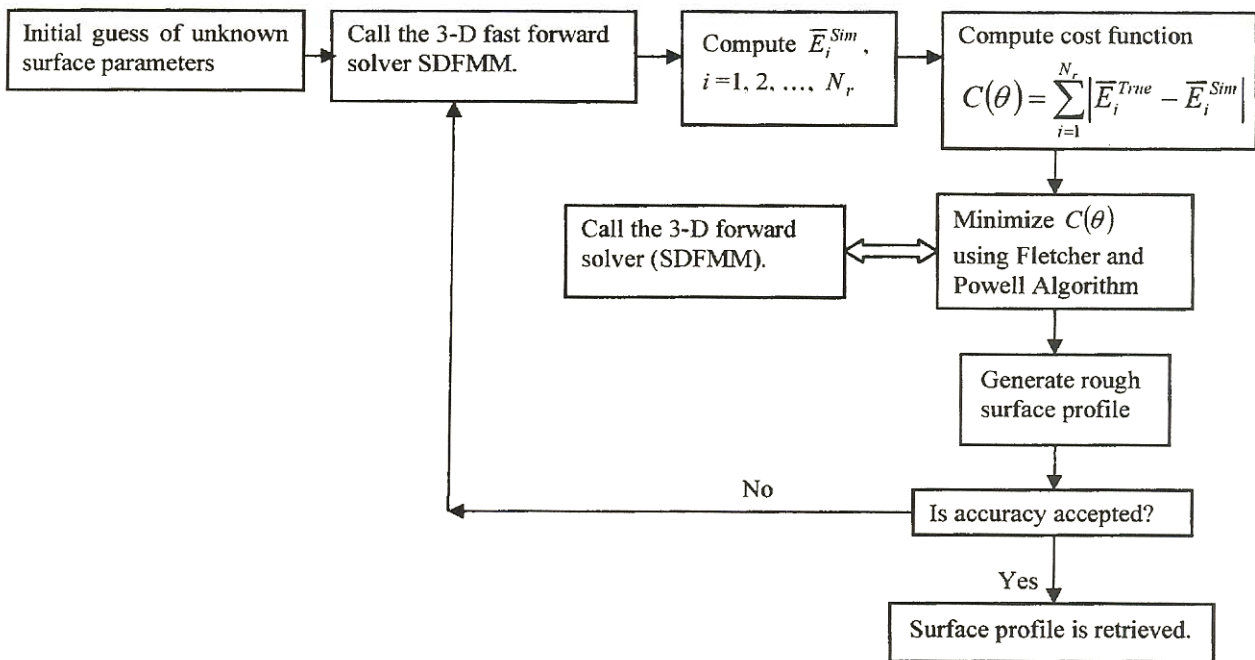 Initial guess of unknown
surface parameters
Call the 3-D fast forward
solver SDFMM.
Compute $\overline{E}_i^{Sim}$ ,
$i$ =1, 2, …, $N_r$
Compute cost function
$C(\theta) = \sum_{i=1}^{N_r} \left| \overline{E}_i^{True} - \overline{E}_i^{Sim} \right|$
Call the 3-D forward
solver (SDFMM).
Minimize $C(\theta)$
using Fletcher and
Powell Algorithm
Generate rough
surface profile
No
Is accuracy accepted?
Yes
Surface profile is retrieved.